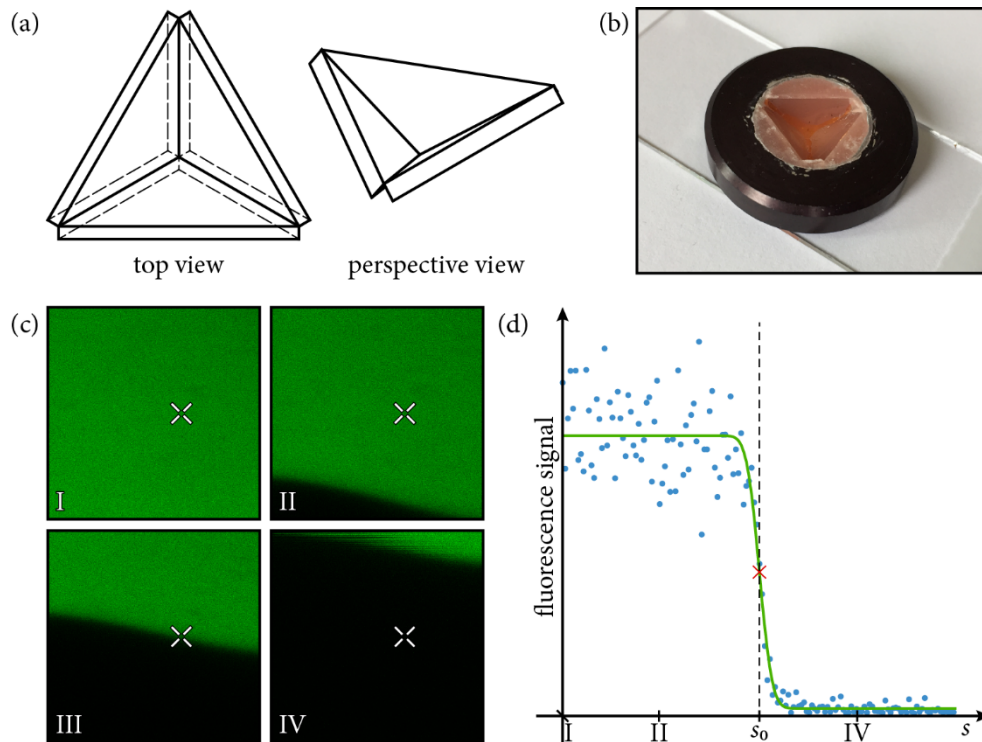 (a)
top view
perspective view
(b)
(c)
I
II
III
IV
(d)
fluorescence signal
I
II
s₀
IV
s